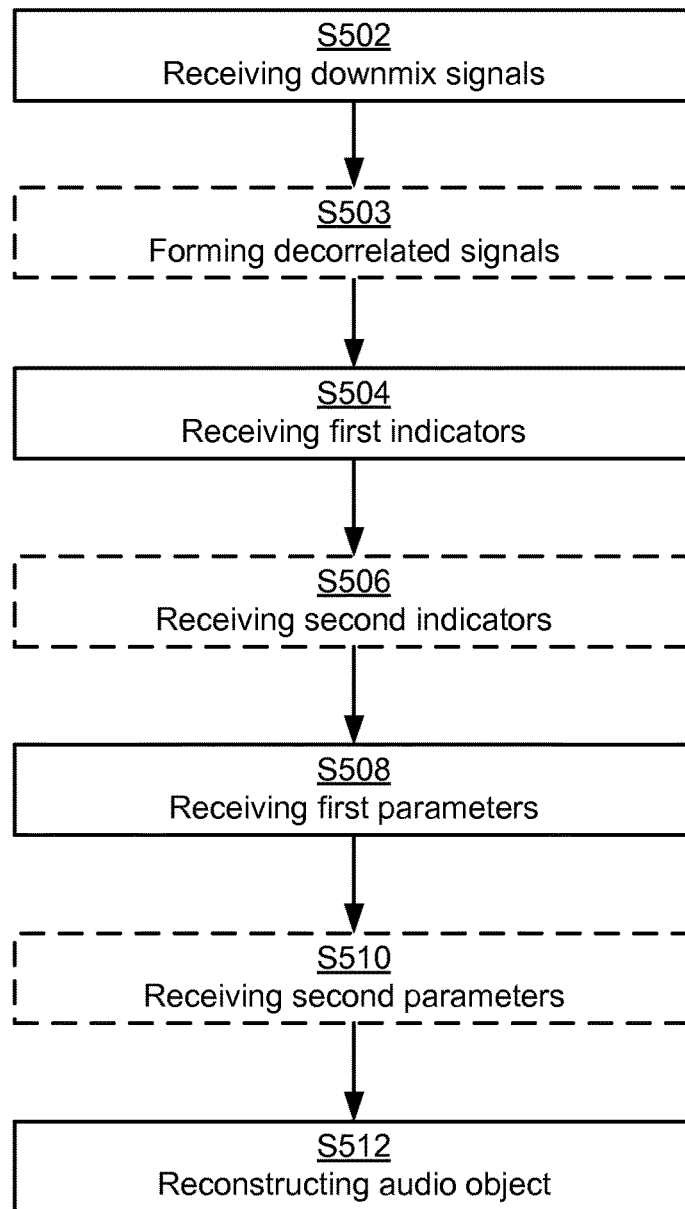 S502
Receiving downmix signals
S503
Forming decorrelated signals
S504
Receiving first indicators
S506
Receiving second indicators
S508
Receiving first parameters
S510
Receiving second parameters
S512
Reconstructing audio object